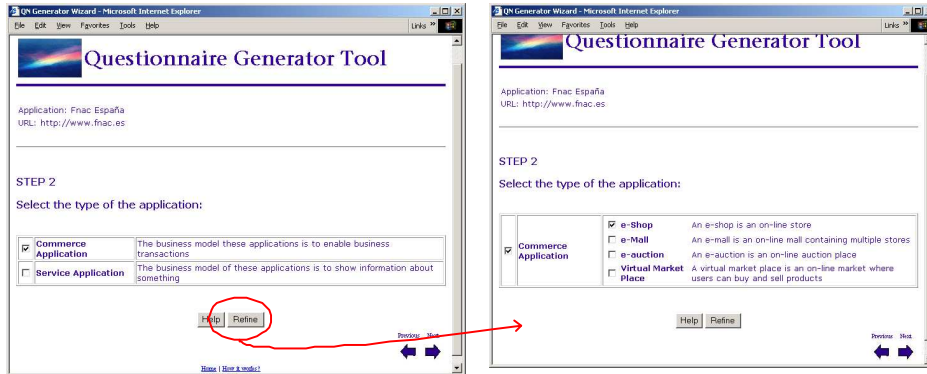 QN Generator Wizard - Microsoft Internet Explorer
File Edit View Favorites Tools Help Links »
Questionnaire Generator Tool
Application: Fnac España
URL: http://www.fnac.es
STEP 2
Select the type of the application:
Commerce Application
The business model these applications is to enable business
transactions
Service Application
The business model of these applications is to show information about
something
Help Refine
Previous Next
Home | How it works?
QN Generator Wizard - Microsoft Internet Explorer
File Edit View Favorites Tools Help Links »
Questionnaire Generator Tool
Application: Fnac España
URL: http://www.fnac.es
STEP 2
Select the type of the application:
Commerce
Application
e-Shop An e-shop is an on-line store
e-Mall An e-mall is an on-line mall containing multiple stores
e-auction An e-auction is an on-line auction place
Virtual Market
Place
A virtual market place is an on-line market where
users can buy and sell products
Help Refine
Previous Next